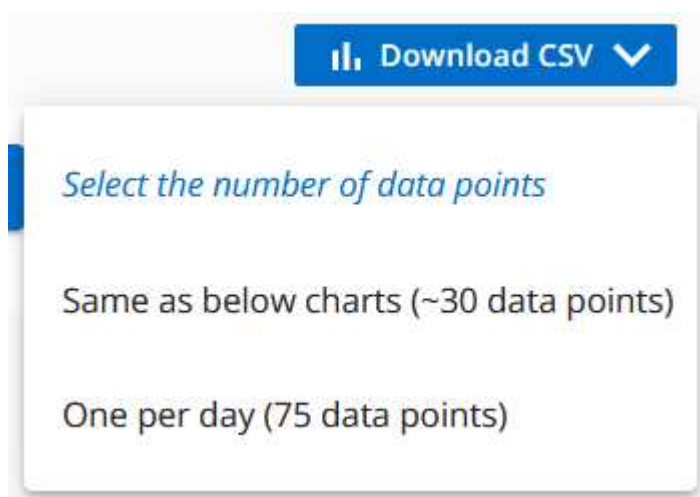 Download CSV
Select the number of data points
Same as below charts (~30 data points)
One per day (75 data points)